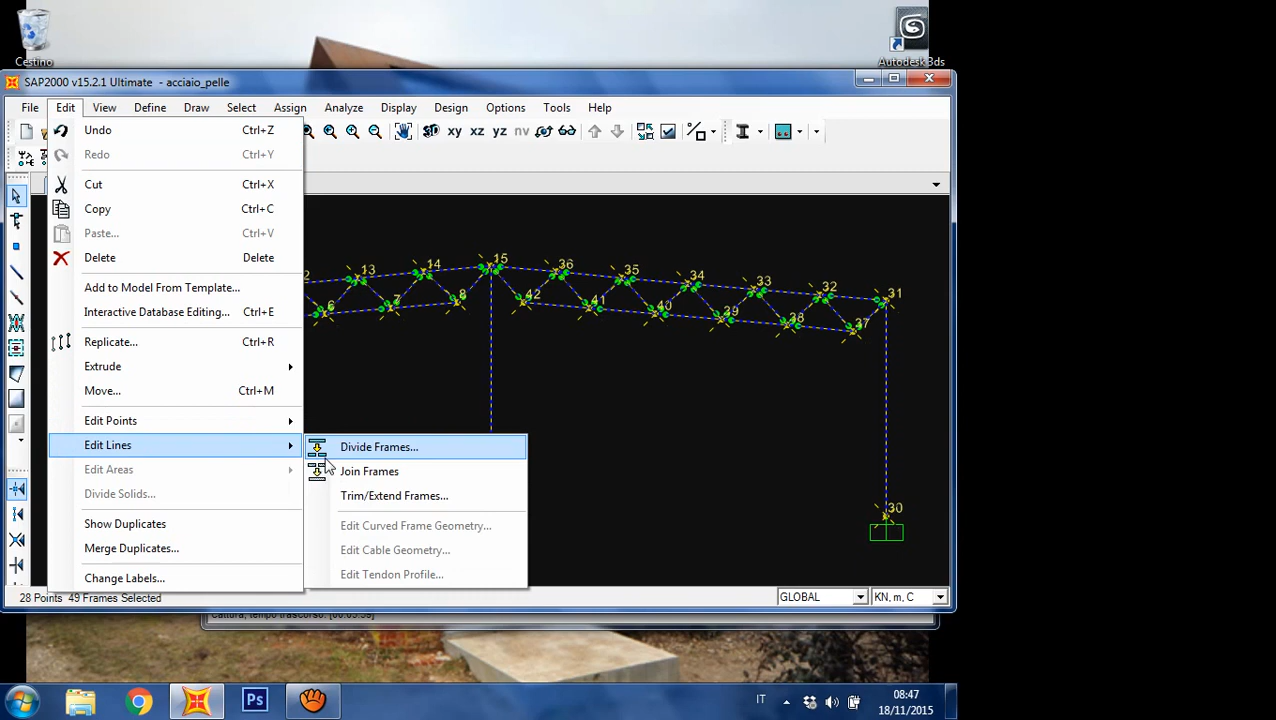 Cestino
Autodesk 3ds
SAP2000 v15.2.1 Ultimate - acciaio_pelle
File Edit View Define Draw Select Assign Analyze Display Design Options Tools Help
xy xz yz nv
Undo Ctrl+Z
Redo Ctrl+Y
Cut Ctrl+X
Copy Ctrl+C
Paste... Ctrl+V
Delete Delete
Add to Model From Template...
Interactive Database Editing... Ctrl+E
Replicate... Ctrl+R
Extrude
Move... Ctrl+M
Edit Points
Edit Lines
Edit Areas
Divide Solids...
Show Duplicates
Merge Duplicates...
Change Labels...
Divide Frames...
Join Frames
Trim/Extend Frames...
Edit Curved Frame Geometry...
Edit Cable Geometry...
Edit Tendon Profile...
2 13 14 15 36 35 34 33 32 31
6 7 8 42 41 40 39 38 37
30
28 Points 49 Frames Selected
GLOBAL
KN, m, C
IT
08:47
18/11/2015
Ps